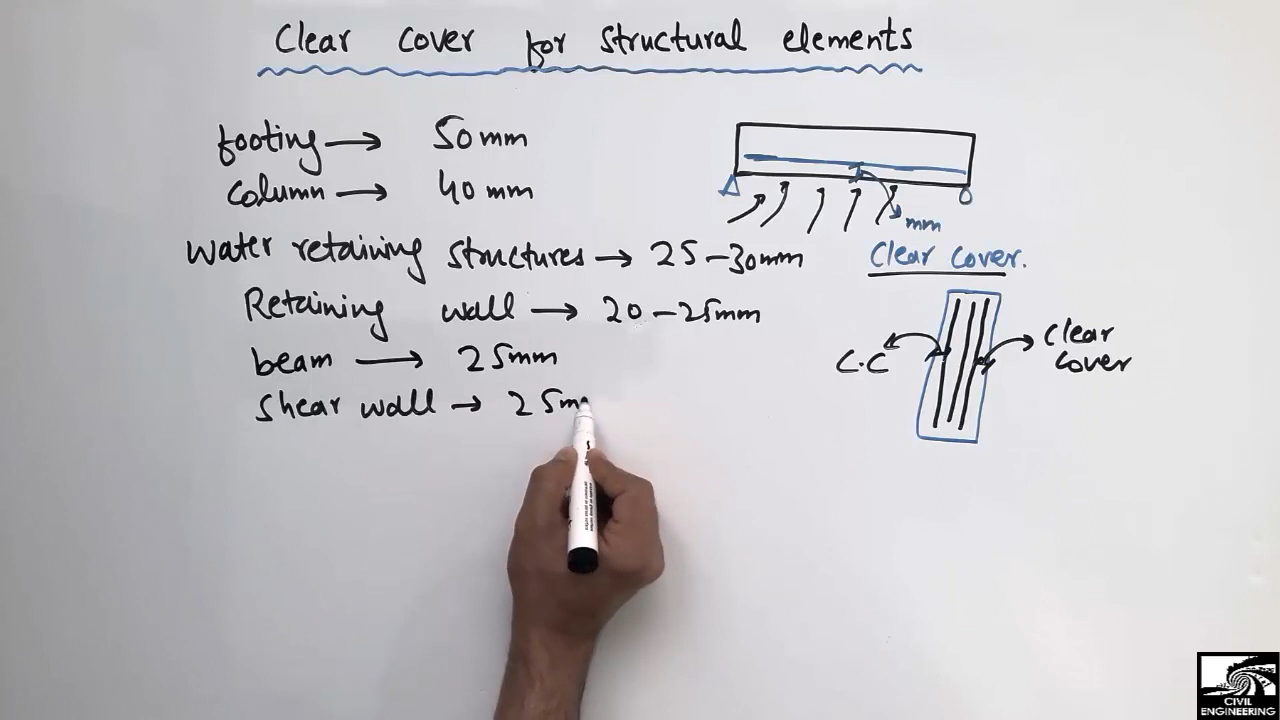 Clear cover for structural elements
footing → 50mm
column → 40 mm
Water retaining structures → 25-30mm
Retaining wall → 20-25mm
beam → 25mm
Shear wall → 25m
mm
Clear cover.
C.C
Clear
cover
CIVIL
ENGINEERING